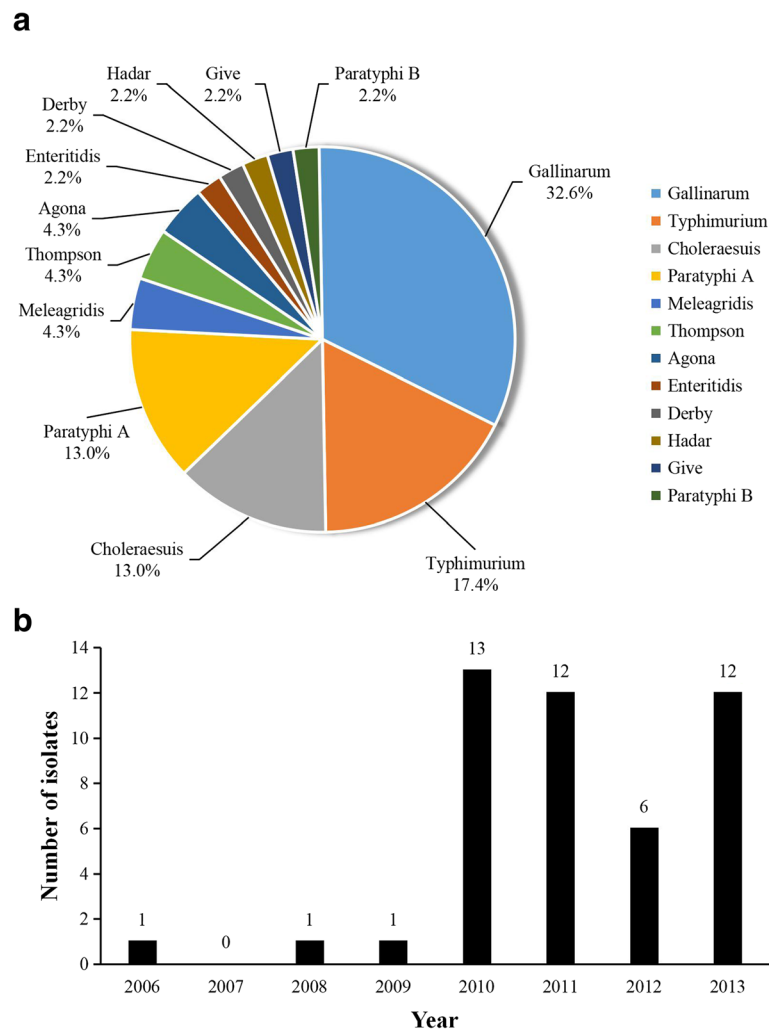 a
Hadar
2.2%
Give
2.2%
Paratyphi B
2.2%
Derby
2.2%
Enteritidis
2.2%
Agona
4.3%
Thompson
4.3%
Meleagridis
4.3%
Paratyphi A
13.0%
Choleraesuis
13.0%
Typhimurium
17.4%
Gallinarum
32.6%
Gallinarum
Typhimurium
Choleraesuis
Paratyphi A
Meleagridis
Thompson
Agona
Enteritidis
Derby
Hadar
Give
Paratyphi B
b
Number of isolates
14
12
10
8
6
4
2
0
1
0
1
1
13
12
6
12
2006 2007 2008 2009 2010 2011 2012 2013
Year